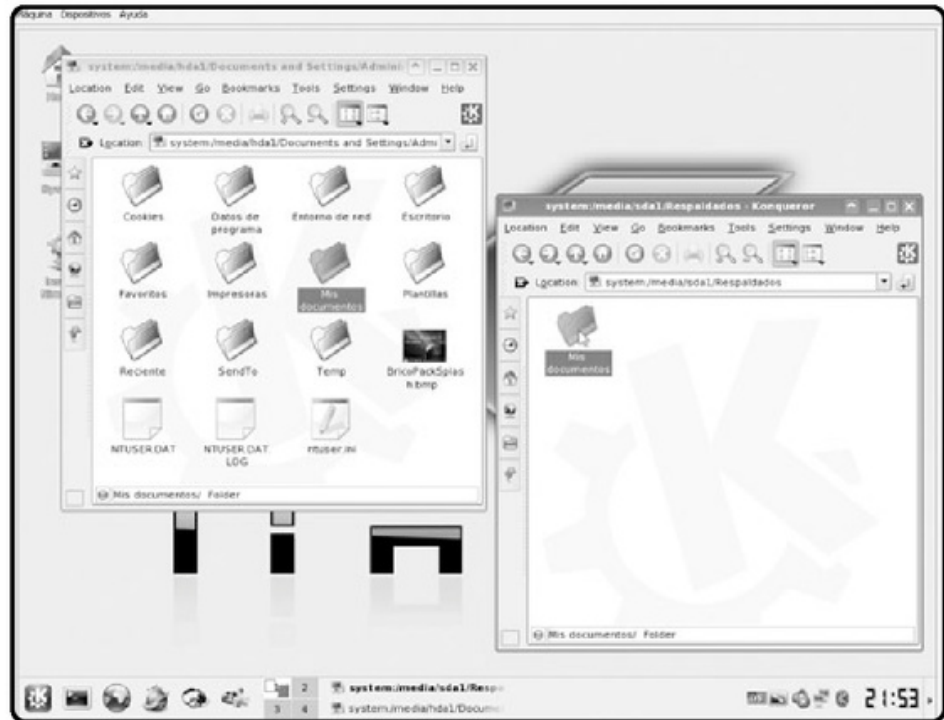 Máquina Dispositivos Ayuda
system:/media/hda1/Documents and Settings/Admini
Location Edit View Go Bookmarks Tools Settings Window Help
Location: system:/media/hda1/Documents and Settings/Admi
Cookies
Datos de programa
Entorno de red
Escritorio
Favoritos
Impresoras
Mis documentos
Plantillas
Reciente
SendTo
Temp
BricoPackSplas
h.bmp
NTUSER.DAT
NTUSER.DAT.
LOG
ntuser.ini
Mis documentos/ Folder
system:/media/sda1/Respaldados - Konqueror
Location Edit View Go Bookmarks Tools Settings Window Help
Location: system:/media/sda1/Respaldados
Mis
documentos
Mis documentos/ Folder
2
3 4
system:/media/sda1/Resp
system:/media/hda1/Docume
21:53